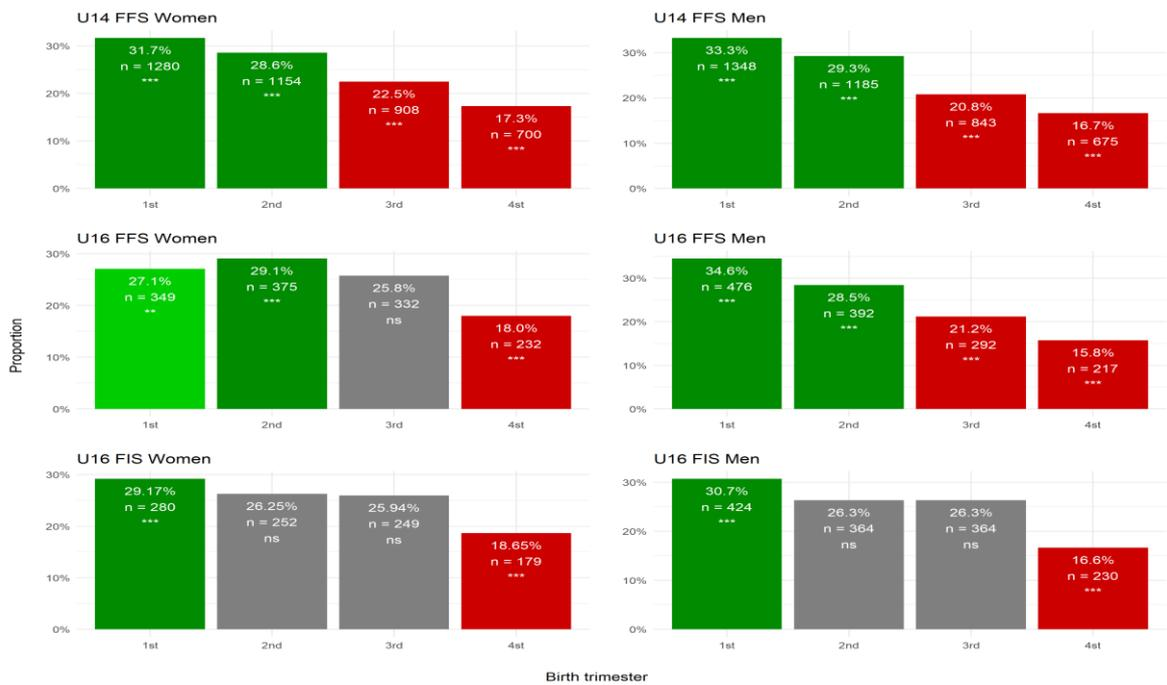 U14 FFS Women
30%
20%
10%
0%
31.7%
n = 1280
***
28.6%
n = 1154
***
22.5%
n = 908
***
17.3%
n = 700
***
1st
2nd
3rd
4st
U14 FFS Men
30%
20%
10%
0%
33.3%
n = 1348
***
29.3%
n = 1185
***
20.8%
n = 843
***
16.7%
n = 675
***
1st
2nd
3rd
4st
Proportion
U16 FFS Women
30%
20%
10%
0%
27.1%
n = 349
**
29.1%
n = 375
***
25.8%
n = 332
ns
18.0%
n = 232
***
1st
2nd
3rd
4st
U16 FFS Men
30%
20%
10%
0%
34.6%
n = 476
***
28.5%
n = 392
***
21.2%
n = 292
***
15.8%
n = 217
***
1st
2nd
3rd
4st
U16 FIS Women
30%
20%
10%
0%
29.17%
n = 280
***
26.25%
n = 252
ns
25.94%
n = 249
ns
18.65%
n = 179
***
1st
2nd
3rd
4st
U16 FIS Men
30%
20%
10%
0%
30.7%
n = 424
***
26.3%
n = 364
ns
26.3%
n = 364
ns
16.6%
n = 230
***
1st
2nd
3rd
4st
Birth trimester